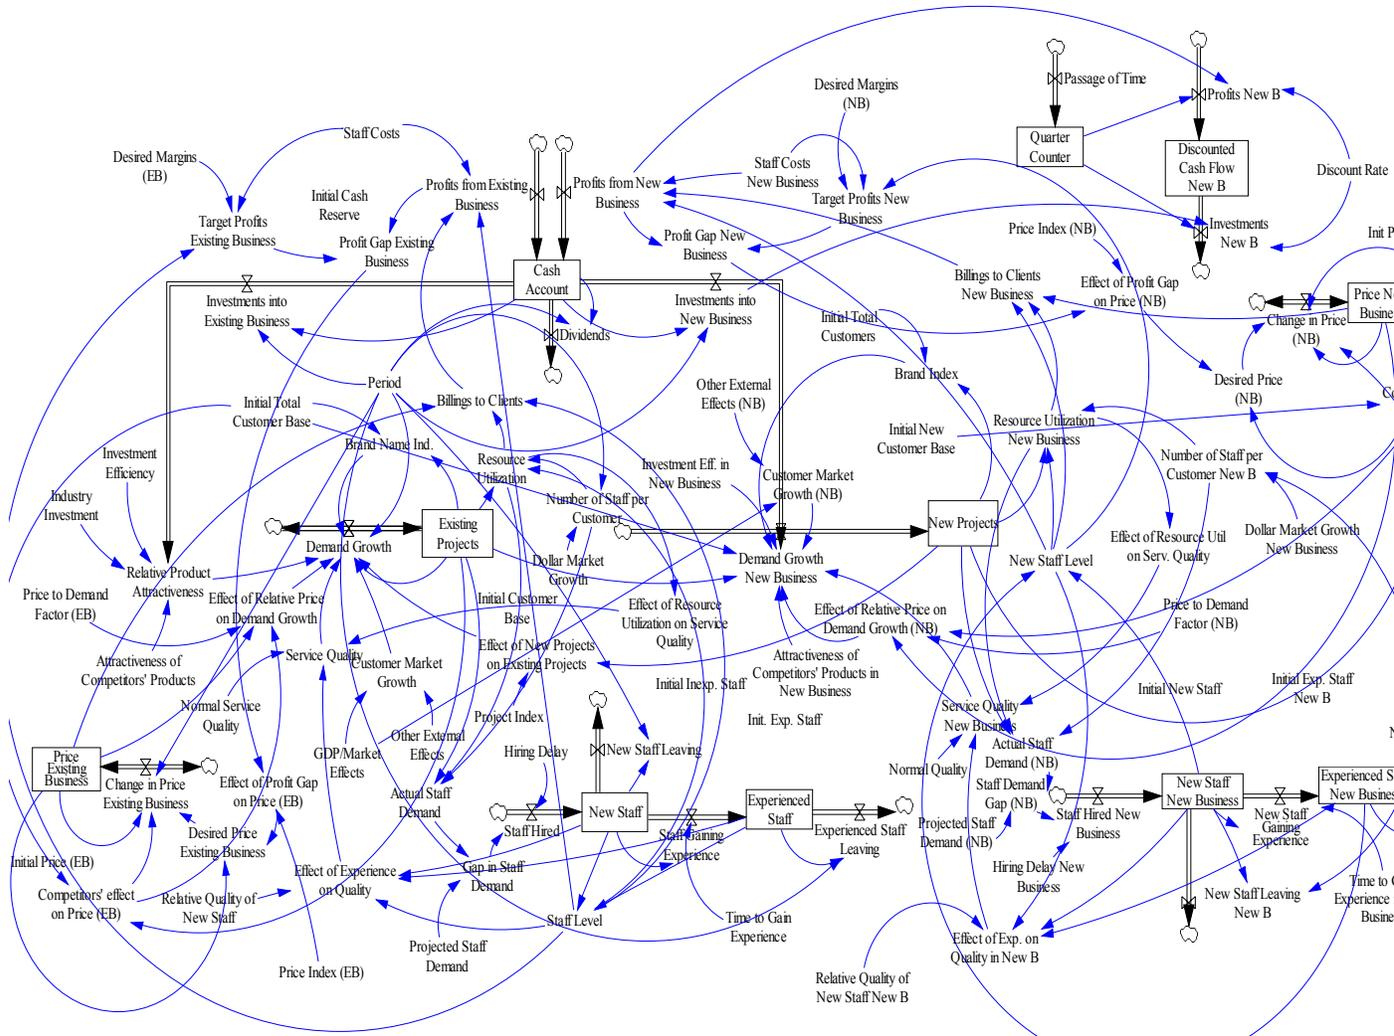 Passage of Time
Desired Margins
(NB)
Profits New B
Staff Costs
Quarter
Counter
Discounted
Cash Flow
New B
Desired Margins
(EB)
Staff Costs
New Business
Discount Rate
Initial Cash
Reserve
Profits from Existing
Business
Profits from New
Business
Target Profits New
Business
Target Profits
Existing Business
Price Index (NB)
Investments
New B
Init P
Profit Gap Existing
Business
Profit Gap New
Business
Cash
Account
Billings to Clients
New Business
Effect of Profit Gap
on Price (NB)
Price Ne
Busine
Investments into
Existing Business
Investments into
New Business
Dividends
Initial Total
Customers
Change in Price
(NB)
Period
Other External
Effects (NB)
Brand Index
Desired Price
(NB)
Co
Initial Total
Customer Base
Billings to Clients
Initial New
Customer Base
Resource Utilization
New Business
Brand Name Ind.
Investment
Efficiency
Resource
Utilization
Investment Eff. in
New Business
Customer Market
Growth (NB)
Number of Staff per
Customer New B
Industry
Investment
Number of Staff per
Customer
Existing
Projects
New Projects
Dollar Market Growth
New Business
Demand Growth
Effect of Resource Util
on Serv. Quality
Dollar Market
Growth
Demand Growth
New Business
New Staff Level
Relative Product
Attractiveness
Price to Demand
Factor (EB)
Effect of Relative Price
on Demand Growth
Initial Customer
Base
Effect of Resource
Utilization on Service
Quality
Effect of Relative Price on
Demand Growth (NB)
Price to Demand
Factor (NB)
Service Quality
Customer Market
Growth
Effect of New Projects
on Existing Projects
Attractiveness of
Competitors' Products
Attractiveness of
Competitors' Products in
New Business
Initial Inexp. Staff
Initial New Staff
Initial Exp. Staff
New B
Normal Service
Quality
Project Index
Init. Exp. Staff
Service Quality
New Business
Other External
Effects
Actual Staff
Demand (NB)
Price
Existing
Business
GDP/Market
Effects
Hiring Delay
New Staff Leaving
Normal Quality
Change in Price
Existing Business
Effect of Profit Gap
on Price (EB)
Actual Staff
Demand
Staff Demand
Gap (NB)
New Staff
New Business
Experienced S
New Busines
New Staff
Experienced
Staff
Staff Hired
Staff Gaining
Experience
Experienced Staff
Leaving
Projected Staff
Demand (NB)
Staff Hired New
Business
New Staff
Gaining
Experience
Desired Price
Existing Business
Initial Price (EB)
Effect of Experience
on Quality
Gap in Staff
Demand
Hiring Delay New
Business
New Staff Leaving
New B
Time to G
Experience
Busine
Competitors' effect
on Price (EB)
Relative Quality of
New Staff
Staff Level
Time to Gain
Experience
Effect of Exp. on
Quality in New B
Projected Staff
Demand
Price Index (EB)
Relative Quality of
New Staff New B